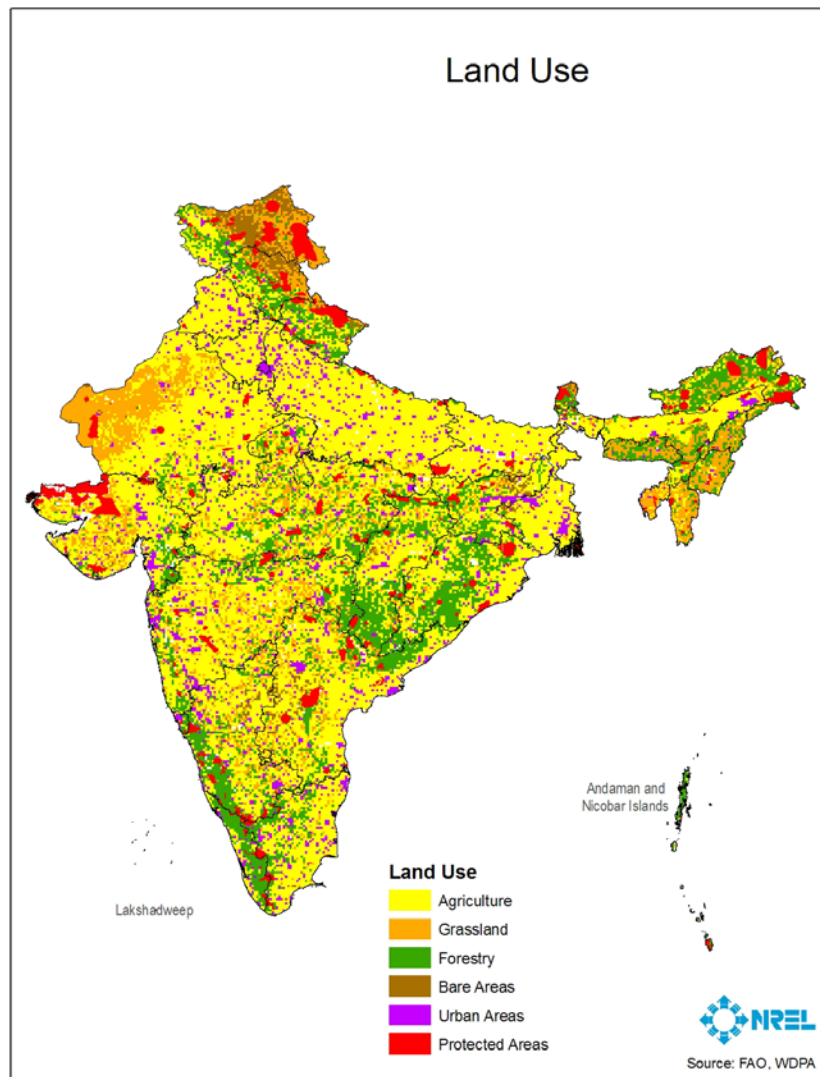 Land Use
Andaman and
Nicobar Islands
Lakshadweep
Land Use
Agriculture
Grassland
Forestry
Bare Areas
Urban Areas
Protected Areas
NREL
Source: FAO, WDPA